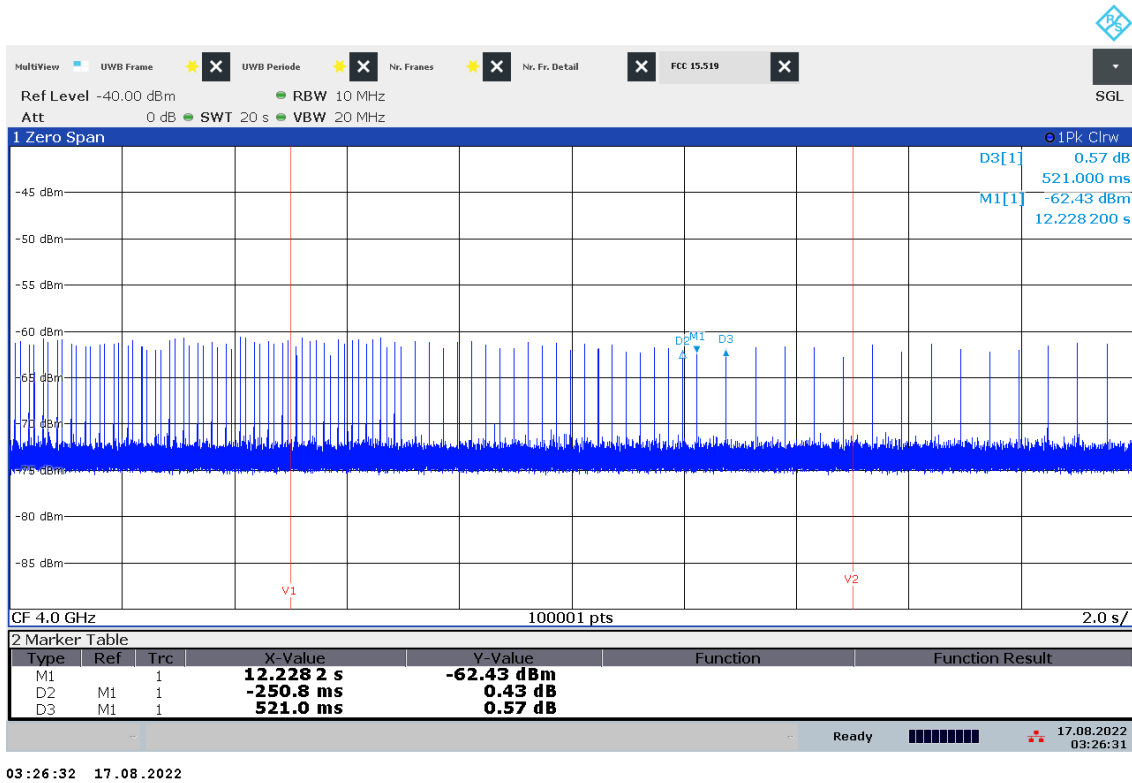 R&S
MultiView UWB Frame UWB Periode Nr. Franes Nr. Fr. Detail FCC 15.519
Ref Level -40.00 dBm RBW 10 MHz SGL
Att 0 dB SWT 20 s VBW 20 MHz
1 Zero Span 1Pk Clrw
D3[1] 0.57 dB
521.000 ms
-45 dBm
M1[1] -62.43 dBm
12.228 200 s
-50 dBm
-55 dBm
-60 dBm
D2 M1 D3
-65 dBm
-70 dBm
-75 dBm
-80 dBm
-85 dBm
V1 V2
CF 4.0 GHz 100001 pts 2.0 s/
2 Marker Table
Type Ref Trc X-Value Y-Value Function Function Result
M1 1 12.228 2 s -62.43 dBm
D2 M1 1 -250.8 ms 0.43 dB
D3 M1 1 521.0 ms 0.57 dB
Ready 17.08.2022
03:26:31
03:26:32 17.08.2022